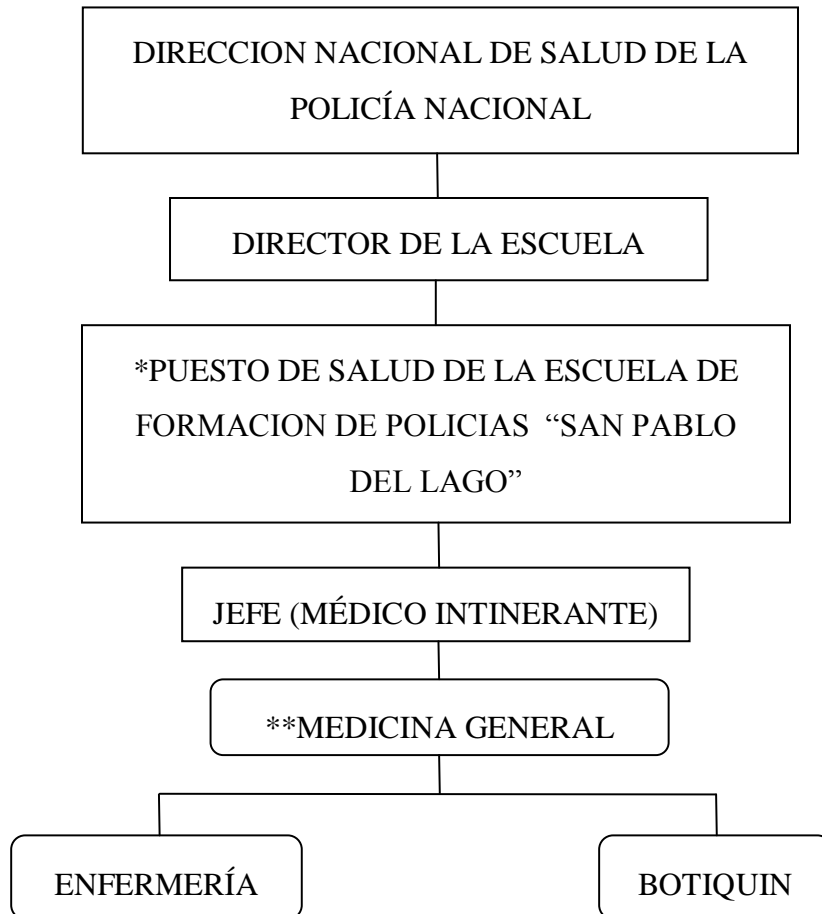 DIRECCION NACIONAL DE SALUD DE LA
POLICÍA NACIONAL
DIRECTOR DE LA ESCUELA
*PUESTO DE SALUD DE LA ESCUELA DE
FORMACION DE POLICIAS “SAN PABLO
DEL LAGO”
JEFE (MÉDICO INTINERANTE)
**MEDICINA GENERAL
ENFERMERÍA
BOTIQUIN